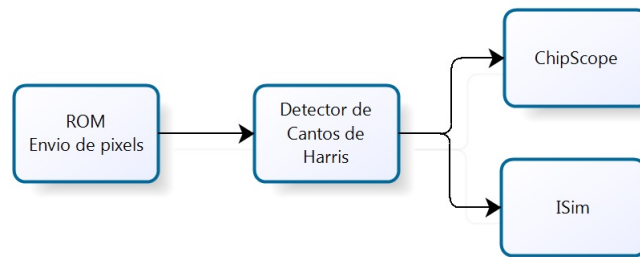 ROM
Envio de pixels
Detector de
Cantos de
Harris
ChipScope
ISim